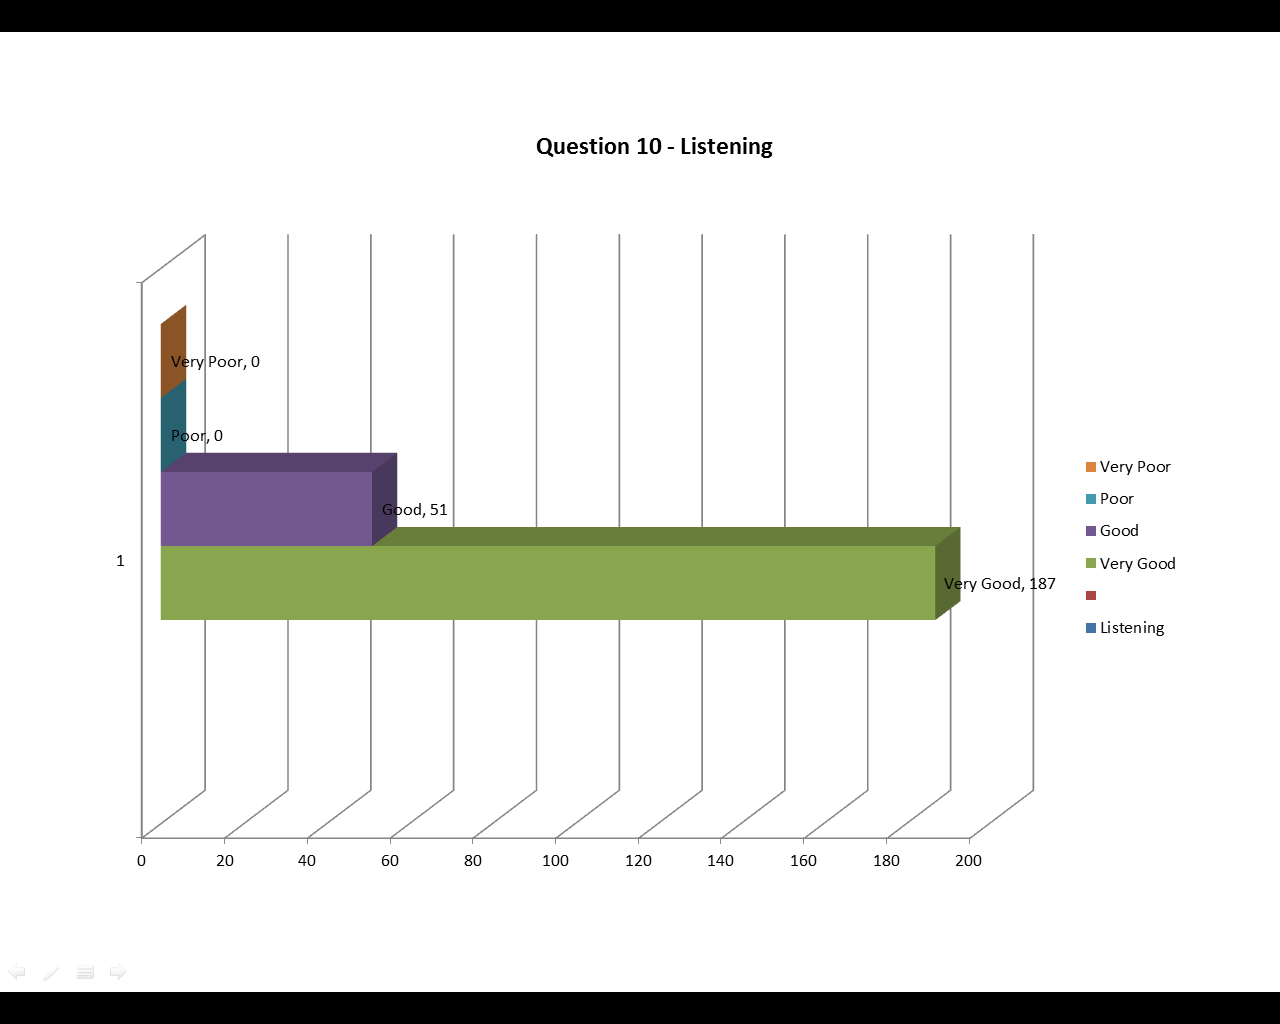 Question 10 - Listening
Very Poor, 0
Poor, 0
Good, 51
Very Good, 187
1
0 20 40 60 80 100 120 140 160 180 200
Very Poor
Poor
Good
Very Good
Listening